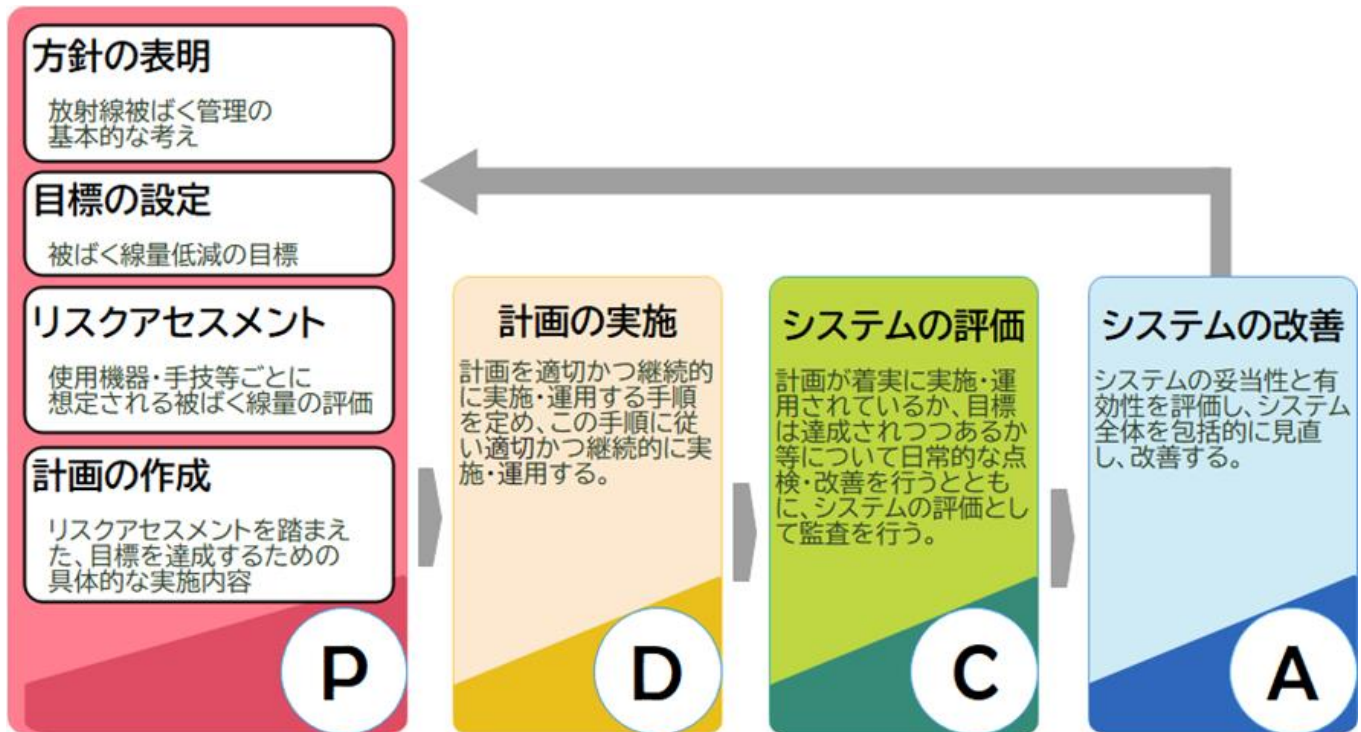 方針の表明
放射線被ばく管理の
基本的な考え
目標の設定
被ばく線量低減の目標
リスクアセスメント
使用機器・手技等ごとに
想定される被ばく線量の評価
計画の作成
リスクアセスメントを踏まえ
た、目標を達成するための
具体的な実施内容
P
計画の実施
計画を適切かつ継続的
に実施・運用する手順
を定め、この手順に従
い適切かつ継続的に実
施・運用する。
D
システムの評価
計画が着実に実施・運
用されているか、目標
は達成されつつあるか
等について日常的な点
検・改善を行うととも
に、システムの評価とし
て監査を行う。
C
システムの改善
システムの妥当性と有
効性を評価し、システム
全体を包括的に見直
し、改善する。
A